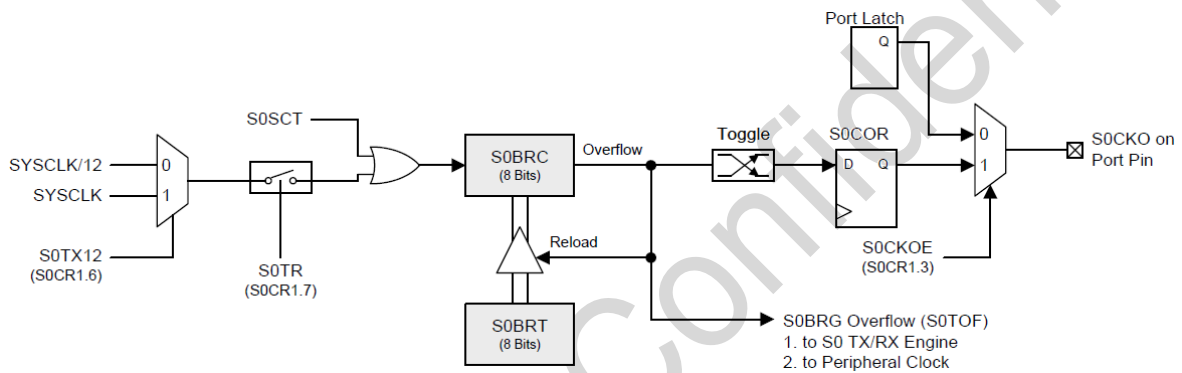 Port Latch
Q
S0SCT
Toggle
S0COR
SYSCLK/12
0
S0BRC
(8 Bits)
Overflow
D
Q
0
1
S0CKO on
Port Pin
SYSCLK
1
S0TX12
(S0CR1.6)
S0TR
(S0CR1.7)
Reload
S0CKOE
(S0CR1.3)
S0BRT
(8 Bits)
S0BRG Overflow (S0TOF)
1. to S0 TX/RX Engine
2. to Peripheral Clock
Confiden